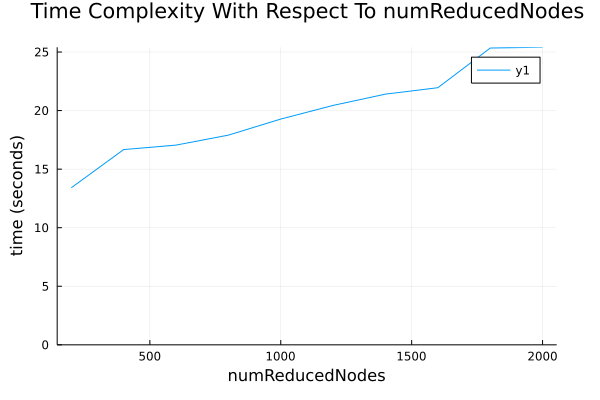 Time Complexity With Respect To numReducedNodes
y1
25
20
15
10
5
0
time (seconds)
500 1000 1500 2000
numReducedNodes